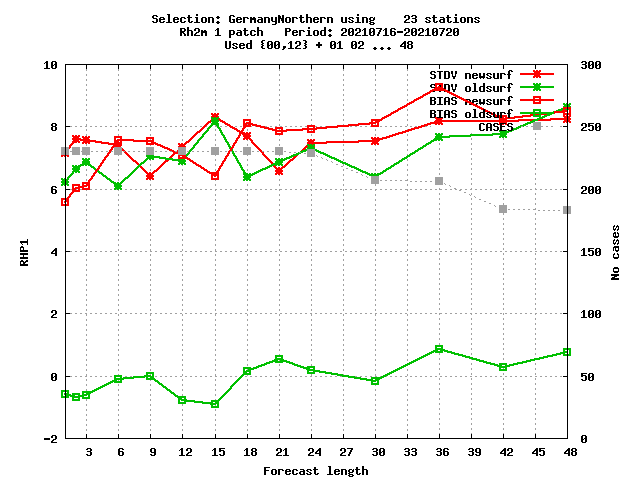 Selection: GermanyNorthern using    23 stations
Rh2m 1 patch   Period: 20210716-20210720
Used {00,12} + 01 02 ... 48
STDV newsurf
STDV oldsurf
BIAS newsurf
BIAS oldsurf
CASES
10
8
6
4
2
0
-2
300
250
200
150
100
50
0
RHP1
No cases
3 6 9 12 15 18 21 24 27 30 33 36 39 42 45 48
Forecast length